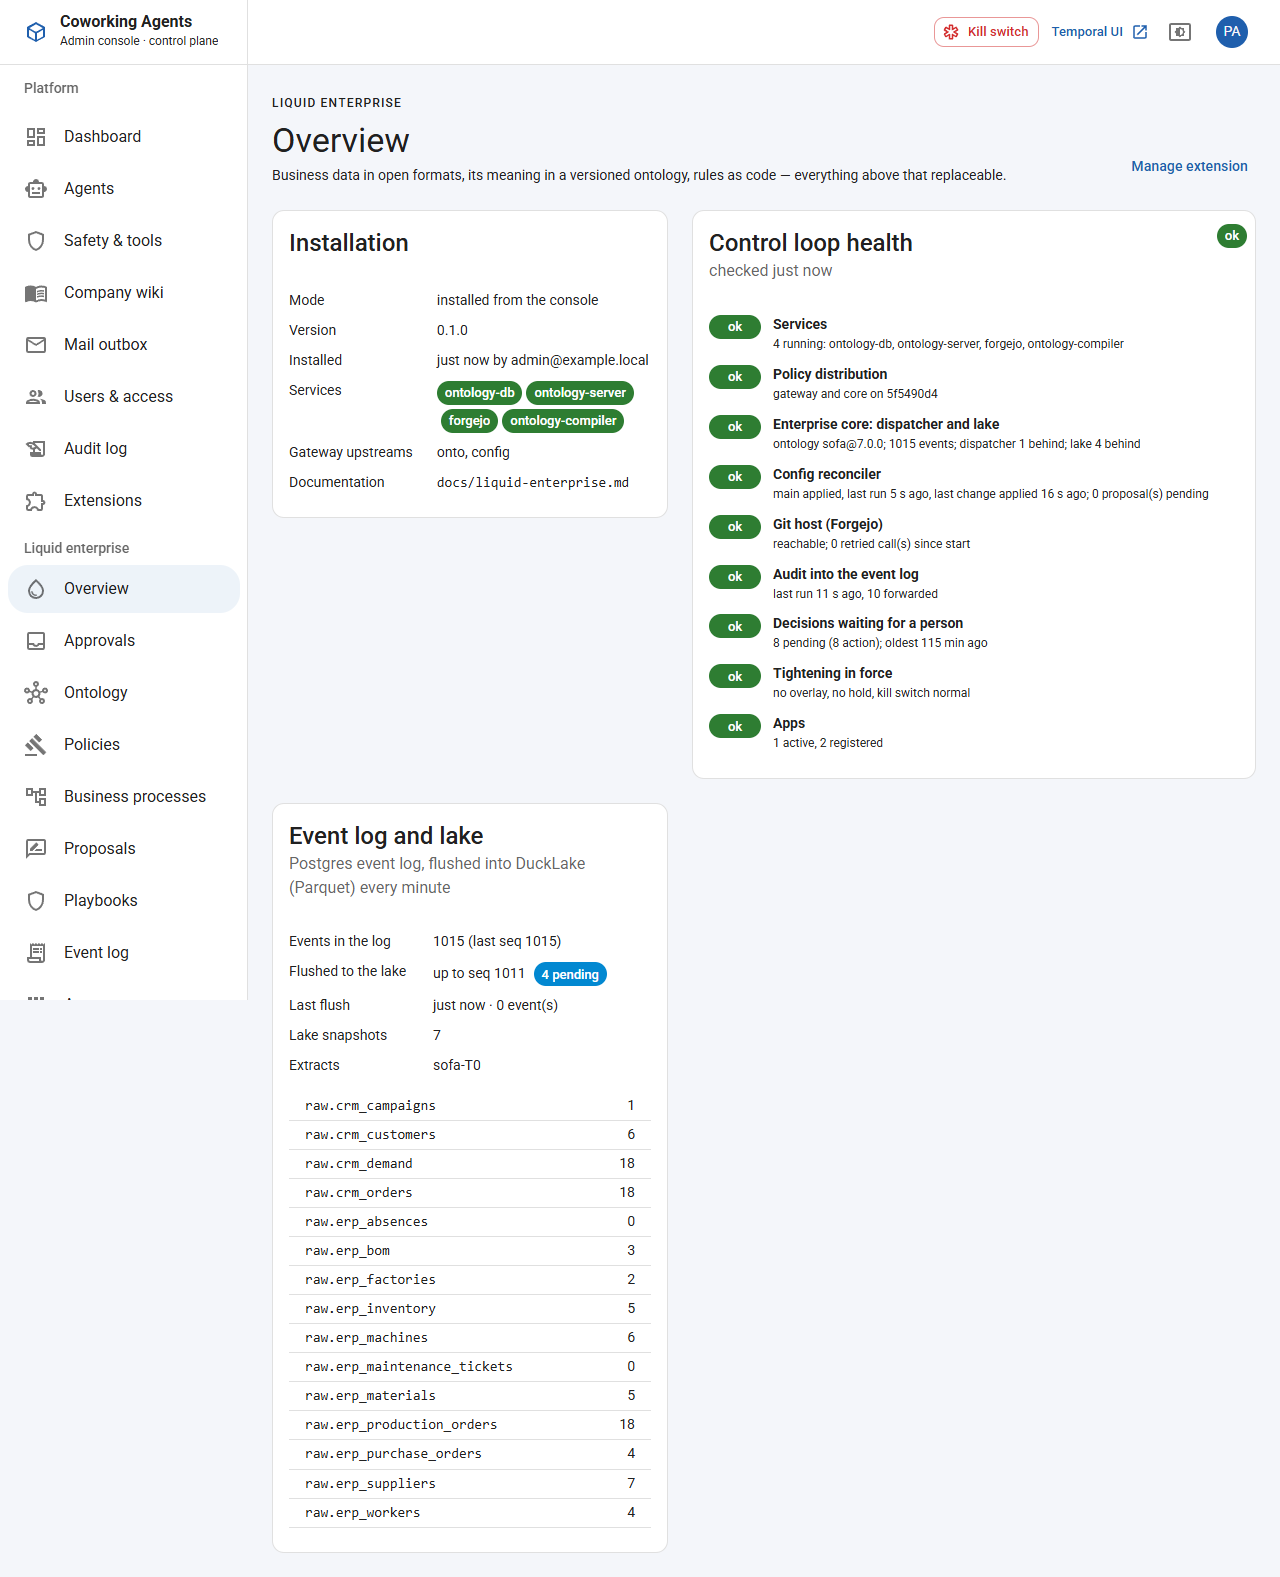 Coworking Agents
Admin console · control plane
Kill switch
Temporal UI
PA
Platform
Dashboard
Agents
Safety & tools
Company wiki
Mail outbox
Users & access
Audit log
Extensions
Liquid enterprise
Overview
Approvals
Ontology
Policies
Business processes
Proposals
Playbooks
Event log
LIQUID ENTERPRISE
Overview
Business data in open formats, its meaning in a versioned ontology, rules as code — everything above that replaceable.
Manage extension
Installation
Mode installed from the console
Version 0.1.0
Installed just now by admin@example.local
Services ontology-db ontology-server
forgejo ontology-compiler
Gateway upstreams onto, config
Documentation docs/liquid-enterprise.md
Control loop health
ok
checked just now
ok Services
4 running: ontology-db, ontology-server, forgejo, ontology-compiler
ok Policy distribution
gateway and core on 5f5490d4
ok Enterprise core: dispatcher and lake
ontology sofa@7.0.0; 1015 events; dispatcher 1 behind; lake 4 behind
ok Config reconciler
main applied, last run 5 s ago, last change applied 16 s ago; 0 proposal(s) pending
ok Git host (Forgejo)
reachable; 0 retried call(s) since start
ok Audit into the event log
last run 11 s ago, 10 forwarded
ok Decisions waiting for a person
8 pending (8 action); oldest 115 min ago
ok Tightening in force
no overlay, no hold, kill switch normal
ok Apps
1 active, 2 registered
Event log and lake
Postgres event log, flushed into DuckLake
(Parquet) every minute
Events in the log 1015 (last seq 1015)
Flushed to the lake up to seq 1011 4 pending
Last flush just now · 0 event(s)
Lake snapshots 7
Extracts sofa-T0
raw.crm_campaigns 1
raw.crm_customers 6
raw.crm_demand 18
raw.crm_orders 18
raw.erp_absences 0
raw.erp_bom 3
raw.erp_factories 2
raw.erp_inventory 5
raw.erp_machines 6
raw.erp_maintenance_tickets 0
raw.erp_materials 5
raw.erp_production_orders 18
raw.erp_purchase_orders 4
raw.erp_suppliers 7
raw.erp_workers 4